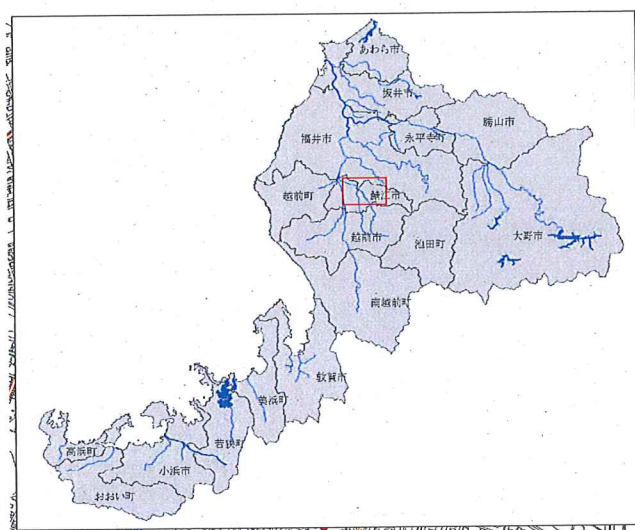 あわら市
坂井市
勝山市
福井市
永平寺町
越前町
鯖江市
越前市
池田町
大野市
南越前町
敦賀市
美浜町
若狭町
高浜町
小浜市
おおい町